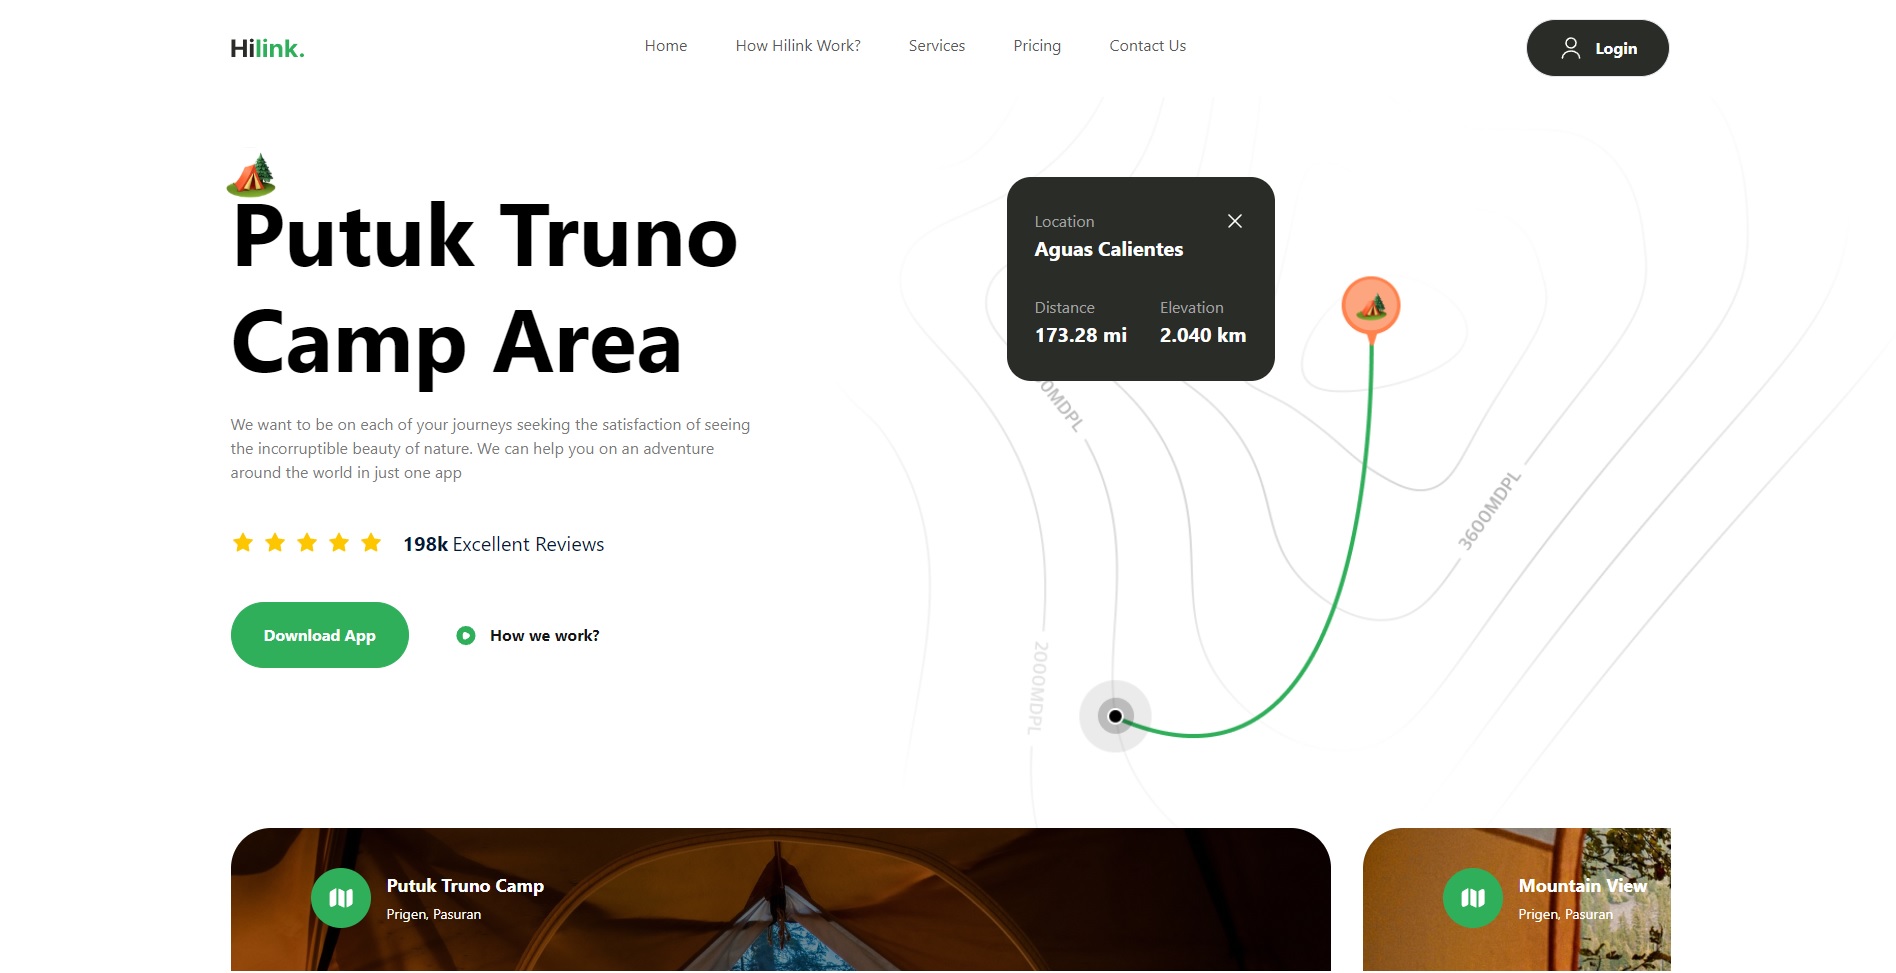 Hilink.
Home
How Hilink Work?
Services
Pricing
Contact Us
Login
Putuk Truno
Camp Area
We want to be on each of your journeys seeking the satisfaction of seeing
the incorruptible beauty of nature. We can help you on an adventure
around the world in just one app
198k Excellent Reviews
Download App
How we work?
Location
Aguas Calientes
Distance
Elevation
173.28 mi
2.040 km
3600MDPL
2000MDPL
Putuk Truno Camp
Prigen, Pasuran
Mountain View
Prigen, Pasuran